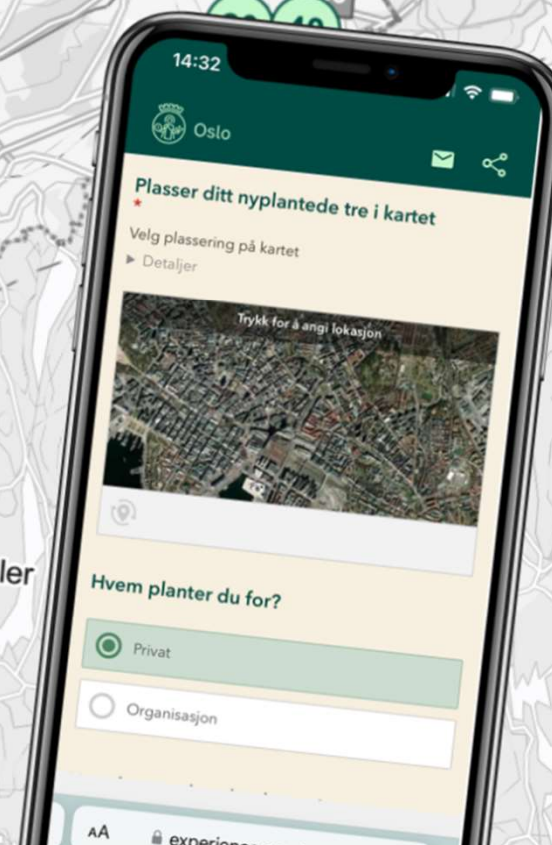 14:32
Oslo
Plasser ditt nyplantede tre i kartet
*
Velg plassering på kartet
▶ Detaljer
Trykk for å angi lokasjon
Hvem planter du for?
Privat
Organisasjon
AA
ler